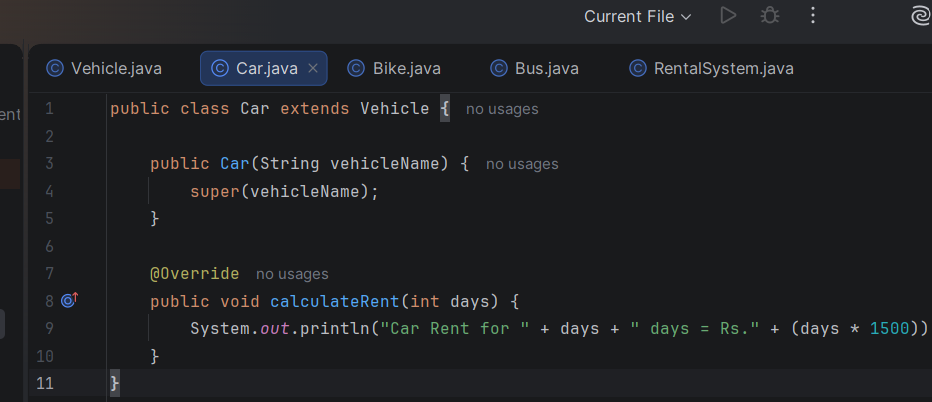 Current File
Vehicle.java Car.java Bike.java Bus.java RentalSystem.java
ent
1 public class Car extends Vehicle { no usages
2
3 public Car(String vehicleName) { no usages
4 super(vehicleName);
5 }
6
7 @Override no usages
8 public void calculateRent(int days) {
9 System.out.println("Car Rent for " + days + " days = Rs." + (days * 1500))
10 }
11 }